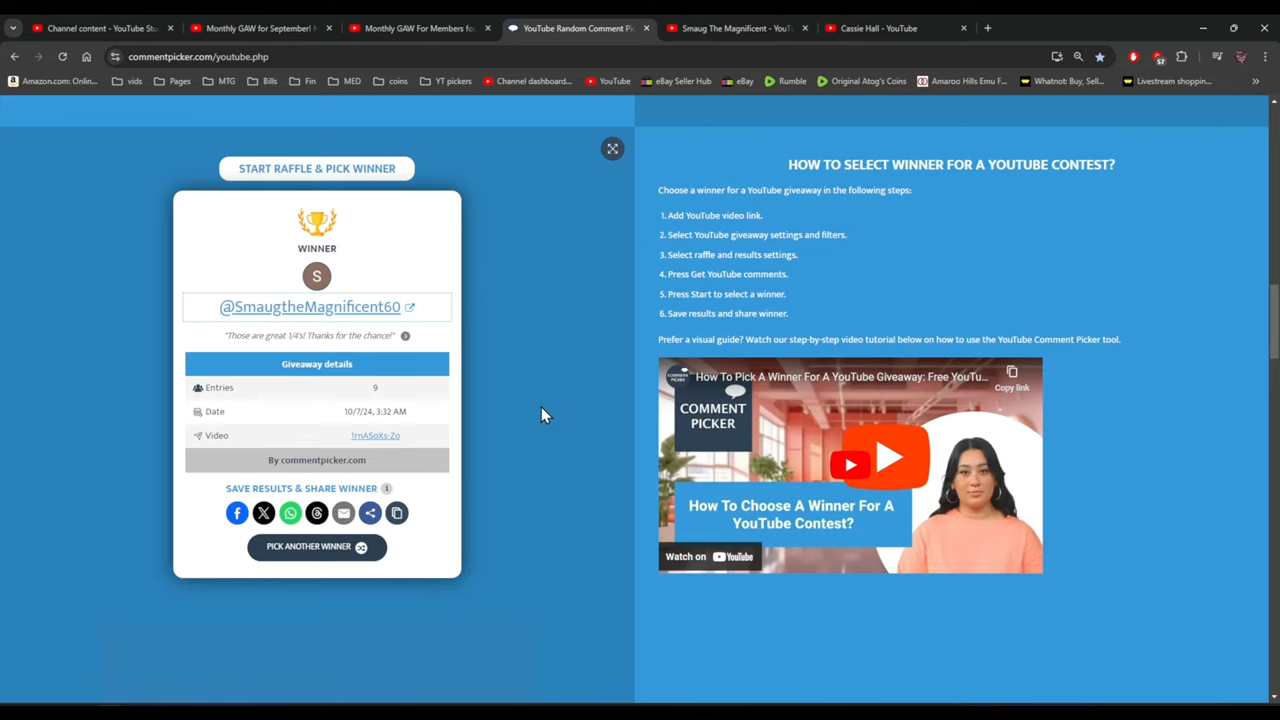 Channel content - YouTube Stu
Monthly GAW for September! M
Monthly GAW For Members fo
YouTube Random Comment Pi
Smaug The Magnificent - YouT
Cassie Hall - YouTube
commentpicker.com/youtube.php
57
Amazon.com: Onlin...
vids
Pages
MTG
Bills
Fin
MED
coins
YT pickers
Channel dashboard...
YouTube
eBay Seller Hub
eBay
Rumble
Original Atog's Coins
Amaroo Hills Emu F...
Whatnot: Buy, Sell...
Livestream shoppin...
START RAFFLE & PICK WINNER
WINNER
S
@SmaugtheMagnificent60
"Those are great 1/4's! Thanks for the chance!"
Giveaway details
Entries 9
Date 10/7/24, 3:32 AM
Video 1rnASoXs-Zo
By commentpicker.com
SAVE RESULTS & SHARE WINNER
PICK ANOTHER WINNER
HOW TO SELECT WINNER FOR A YOUTUBE CONTEST?
Choose a winner for a YouTube giveaway in the following steps:
1. Add YouTube video link.
2. Select YouTube giveaway settings and filters.
3. Select raffle and results settings.
4. Press Get YouTube comments.
5. Press Start to select a winner.
6. Save results and share winner.
Prefer a visual guide? Watch our step-by-step video tutorial below on how to use the YouTube Comment Picker tool.
How To Pick A Winner For A YouTube Giveaway: Free YouTu...
Copy link
COMMENT
PICKER
How To Choose A Winner For A
YouTube Contest?
Watch on YouTube